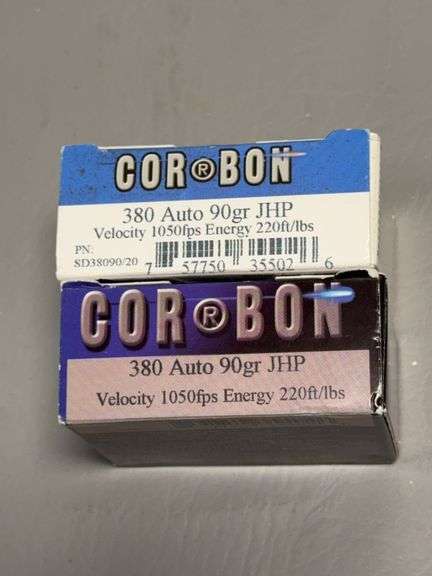 COR®BON
380 Auto 90gr JHP
Velocity 1050fps Energy 220ft/lbs
PN:
SD38090/20
7 57750 35502 6
COR®BON
380 Auto 90gr JHP
Velocity 1050fps Energy 220ft/lbs